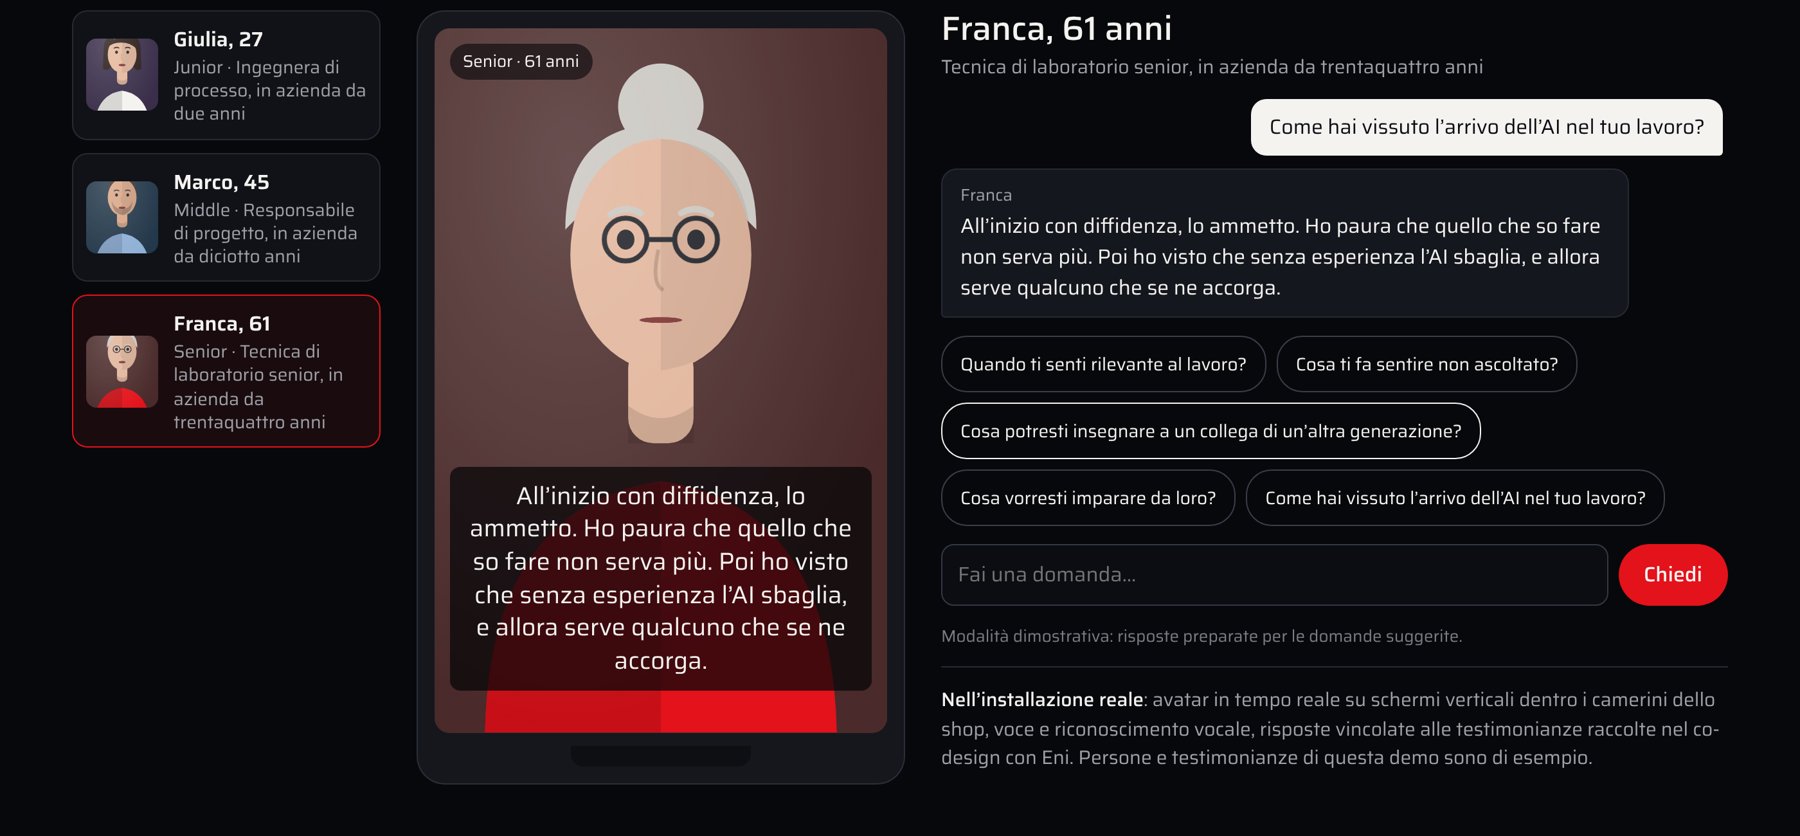 Giulia, 27
Junior · Ingegnera di
processo, in azienda da
due anni
Marco, 45
Middle · Responsabile
di progetto, in azienda
da diciotto anni
Franca, 61
Senior · Tecnica di
laboratorio senior, in
azienda da
trentaquattro anni
Senior · 61 anni
All’inizio con diffidenza, lo
ammetto. Ho paura che quello che
so fare non serva più. Poi ho visto
che senza esperienza l’AI sbaglia,
e allora serve qualcuno che se ne
accorga.
Franca, 61 anni
Tecnica di laboratorio senior, in azienda da trentaquattro anni
Come hai vissuto l’arrivo dell’AI nel tuo lavoro?
Franca
All’inizio con diffidenza, lo ammetto. Ho paura che quello che so fare
non serva più. Poi ho visto che senza esperienza l’AI sbaglia, e allora
serve qualcuno che se ne accorga.
Quando ti senti rilevante al lavoro?
Cosa ti fa sentire non ascoltato?
Cosa potresti insegnare a un collega di un’altra generazione?
Cosa vorresti imparare da loro?
Come hai vissuto l’arrivo dell’AI nel tuo lavoro?
Fai una domanda...
Chiedi
Modalità dimostrativa: risposte preparate per le domande suggerite.
Nell’installazione reale: avatar in tempo reale su schermi verticali dentro i camerini dello
shop, voce e riconoscimento vocale, risposte vincolate alle testimonianze raccolte nel co-
design con Eni. Persone e testimonianze di questa demo sono di esempio.